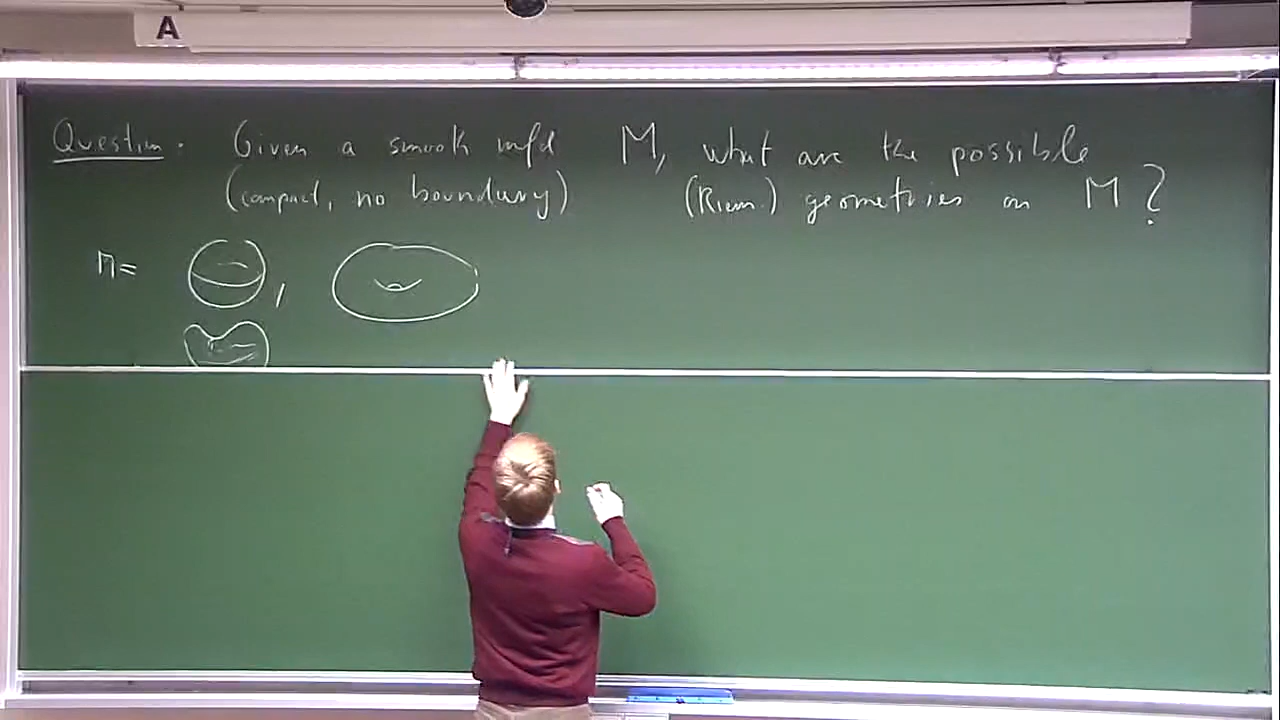 A
Question. Given a smooth mfd M, what are the possible
(compact, no boundary) (Riem.) geometries on M?
M= ,